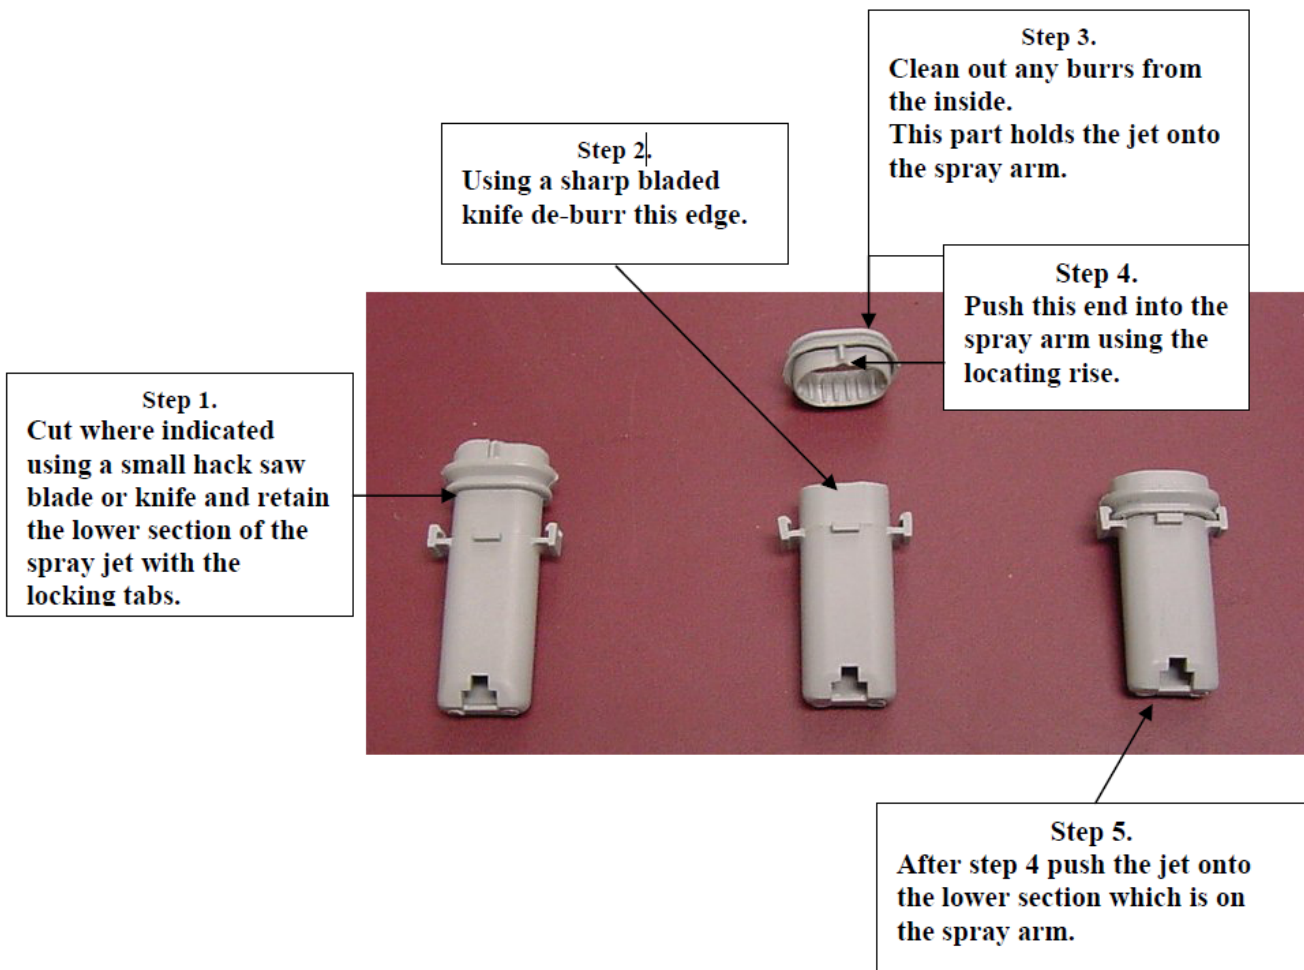 Step 1.
Cut where indicated
using a small hack saw
blade or knife and retain
the lower section of the
spray jet with the
locking tabs.
Step 2.
Using a sharp bladed
knife de-burr this edge.
Step 3.
Clean out any burrs from
the inside.
This part holds the jet onto
the spray arm.
Step 4.
Push this end into the
spray arm using the
locating rise.
Step 5.
After step 4 push the jet onto
the lower section which is on
the spray arm.